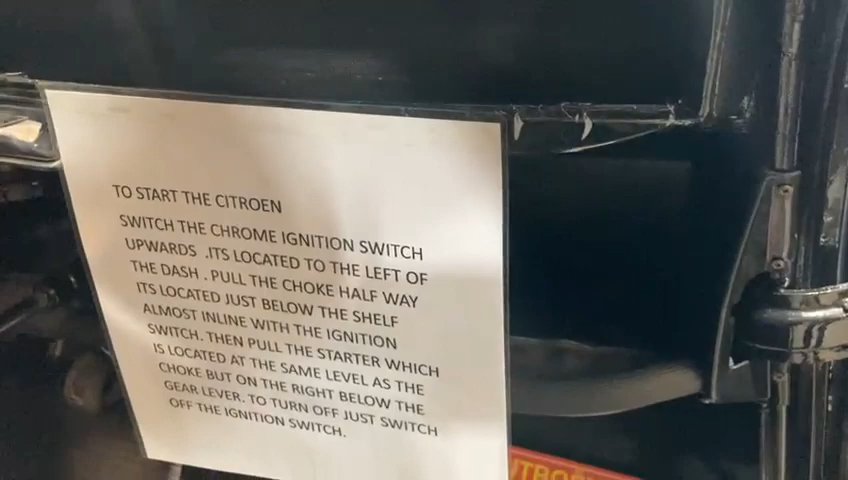 TO START THE CITROEN
SWITCH THE CHROME IGNITION SWITCH
UPWARDS .ITS LOCATED TO THE LEFT OF
THE DASH . PULL THE CHOKE HALF WAY
ITS LOCATED JUST BELOW THE SHELF
ALMOST INLINE WITH THE IGNITION
SWITCH. THEN PULL THE STARTER WHICH
IS LOCATED AT THE SAME LEVEL AS THE
CHOKE BUT ON THE RIGHT BELOW THE
GEAR LEVER. TO TURN OFF JUST SWITCH
OFF THE IGNITION SWITCH.